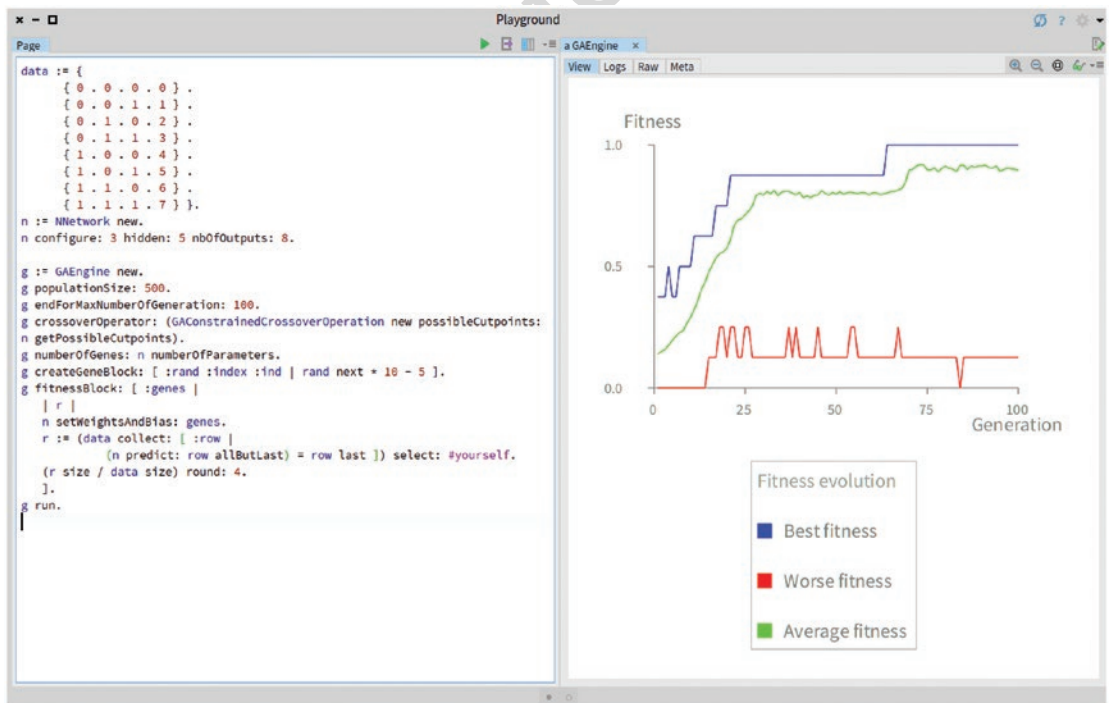 Playground
?
Page
a GAEngine ×
View Logs Raw Meta
data := {
{ 0 . 0 . 0 . 0 } .
{ 0 . 0 . 1 . 1 } .
{ 0 . 1 . 0 . 2 } .
{ 0 . 1 . 1 . 3 } .
{ 1 . 0 . 0 . 4 } .
{ 1 . 0 . 1 . 5 } .
{ 1 . 1 . 0 . 6 } .
{ 1 . 1 . 1 . 7 } }.
n := NNetwork new.
n configure: 3 hidden: 5 nbOfOutputs: 8.
g := GAEngine new.
g populationSize: 500.
g endForMaxNumberOfGeneration: 100.
g crossoverOperator: (GAConstrainedCrossoverOperation new possibleCutpoints:
n getPossibleCutpoints).
g numberOfGenes: n numberOfParameters.
g createGeneBlock: [ :rand :index :ind | rand next * 10 - 5 ].
g fitnessBlock: [ :genes |
| r |
n setWeightsAndBias: genes.
r := (data collect: [ :row |
(n predict: row allButLast) = row last ]) select: #yourself.
(r size / data size) round: 4.
].
g run.
Fitness
1.0
0.5
0.0
0 25 50 75 100
Generation
Fitness evolution
Best fitness
Worse fitness
Average fitness